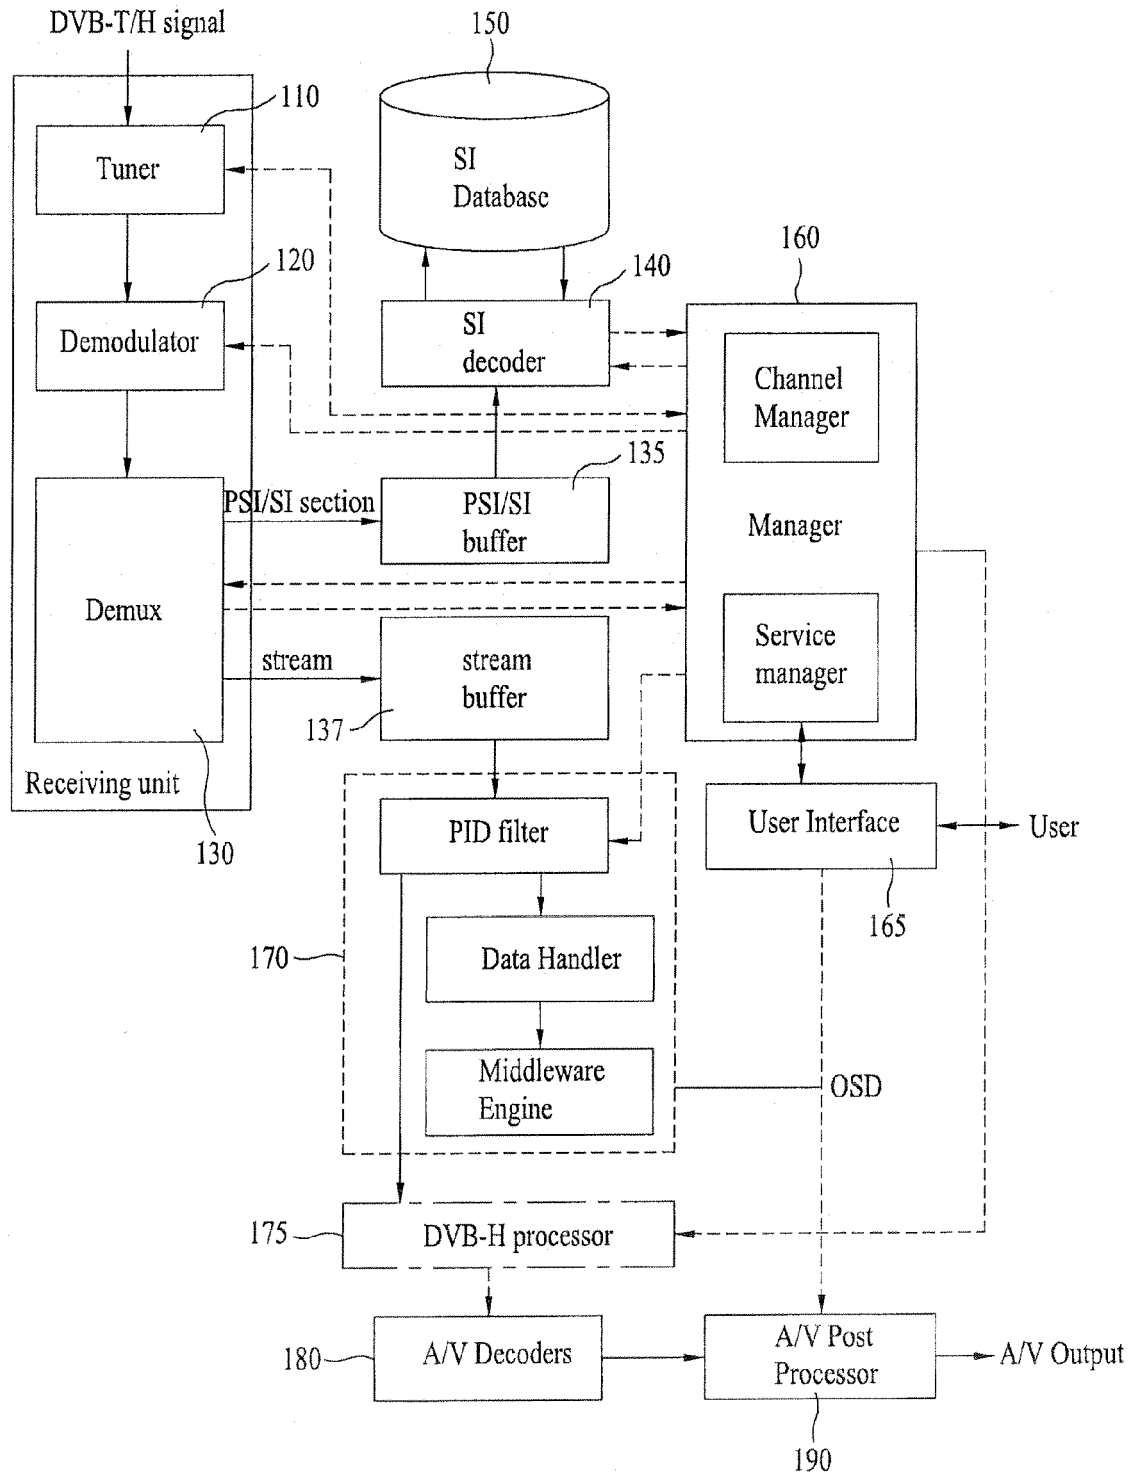 DVB-T/H signal
150
110
Tuner
SI
Database
160
120
140
Demodulator
SI
decoder
Channel
Manager
135
PSI/SI section
PSI/SI
buffer
Manager
Demux
Service
manager
stream
stream
buffer
137
Receiving unit
130
PID filter
User Interface
User
165
170
Data Handler
Middleware
Engine
OSD
175
DVB-H processor
180
A/V Decoders
A/V Post
Processor
A/V Output
190